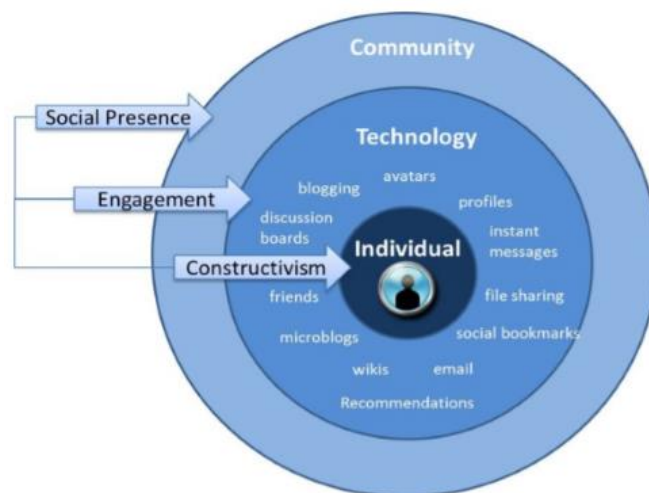 Community
Social Presence
Technology
avatars
blogging
Engagement
profiles
discussion
boards
instant
messages
Individual
Constructivism
friends
file sharing
microblogs
social bookmarks
wikis
email
Recommendations